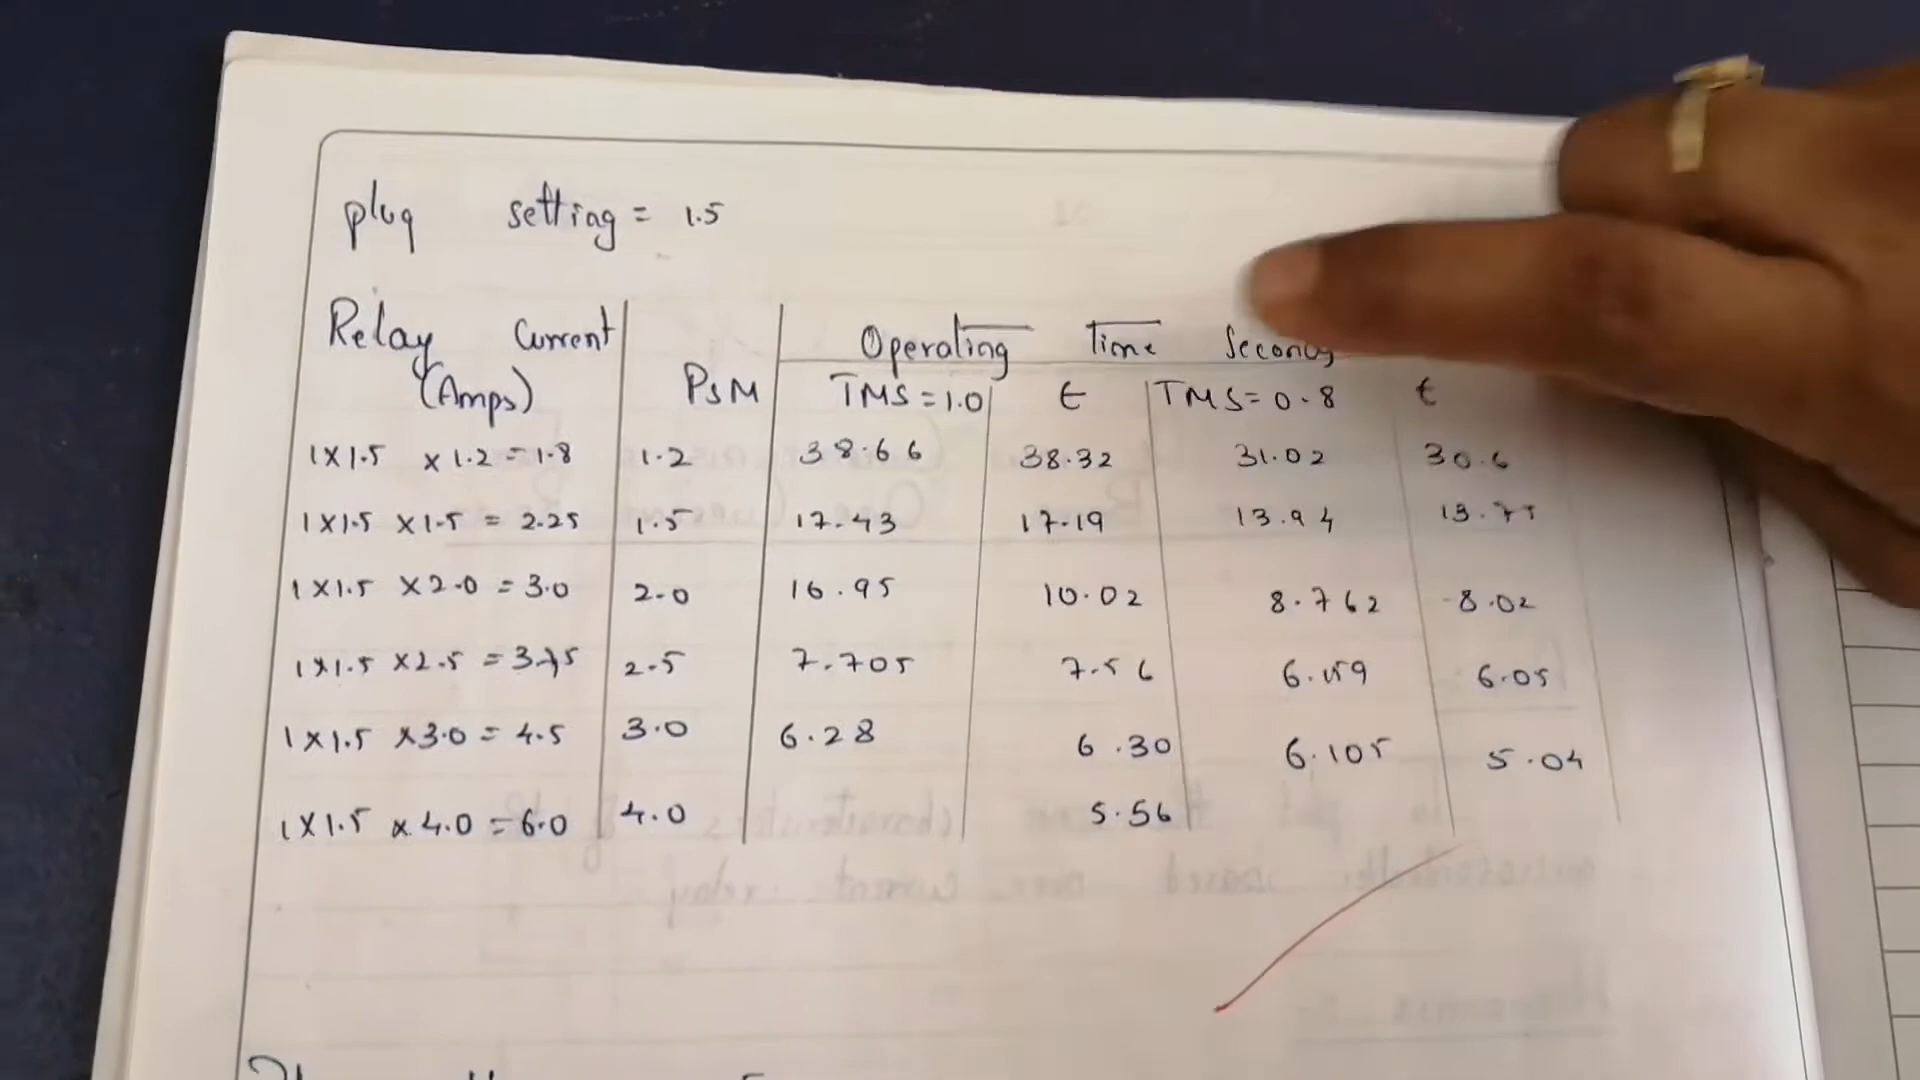 plug setting = 1.5
Relay Current Operating Time Seconds
(Amps) PSM TMS = 1.0 t TMS = 0.8 t
1 X 1.5 x 1.2 = 1.8 1.2 38.66 38.32 31.02 30.6
1 X 1.5 x 1.5 = 2.25 1.5 17.43 17.19 13.94
1 X 1.5 x 2.0 = 3.0 2.0 16.95 10.02 8.762 8.02
1 X 1.5 x 2.5 = 3.75 2.5 7.705 7.56 6.159 6.05
1 X 1.5 x 3.0 = 4.5 3.0 6.28 6.30 6.105 5.04
1 X 1.5 x 4.0 = 6.0 4.0 5.56